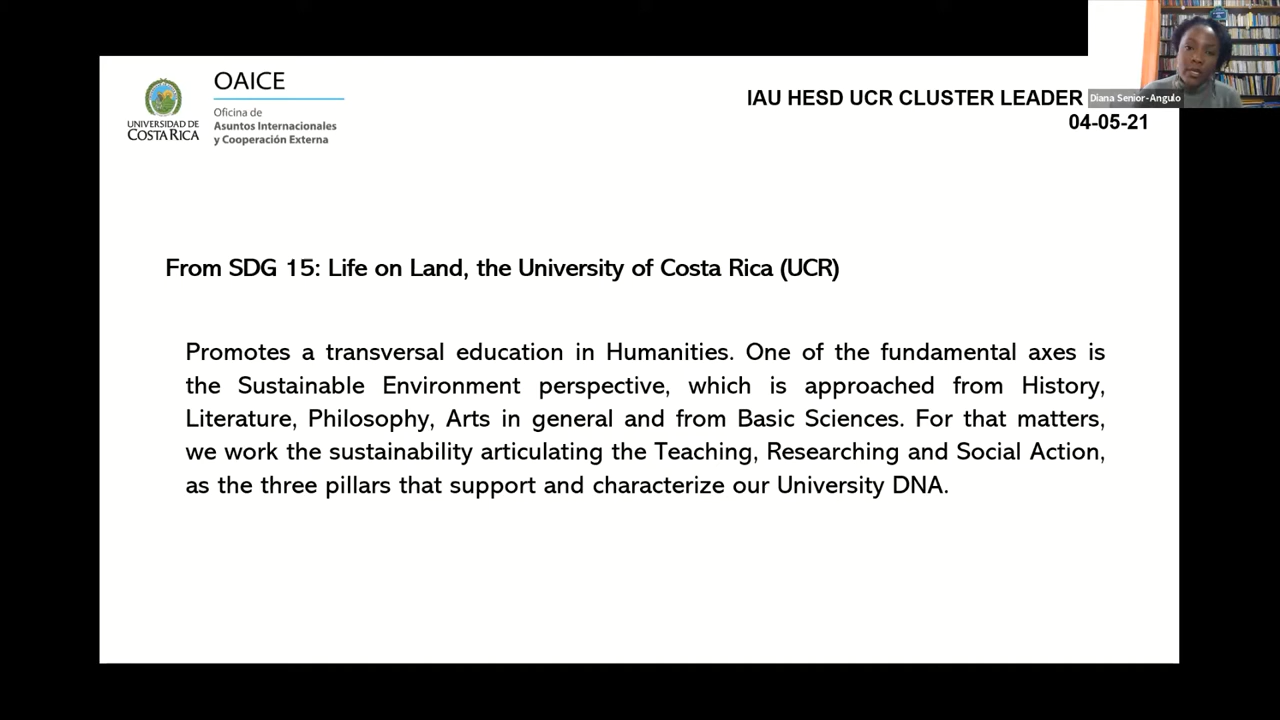 OAICE
Oficina de
Asuntos Internacionales
y Cooperación Externa
UNIVERSIDAD DE
COSTA RICA
IAU HESD UCR CLUSTER LEADER
04-05-21
Diana Senior-Angulo
From SDG 15: Life on Land, the University of Costa Rica (UCR)
Promotes a transversal education in Humanities. One of the fundamental axes is
the Sustainable Environment perspective, which is approached from History,
Literature, Philosophy, Arts in general and from Basic Sciences. For that matters,
we work the sustainability articulating the Teaching, Researching and Social Action,
as the three pillars that support and characterize our University DNA.